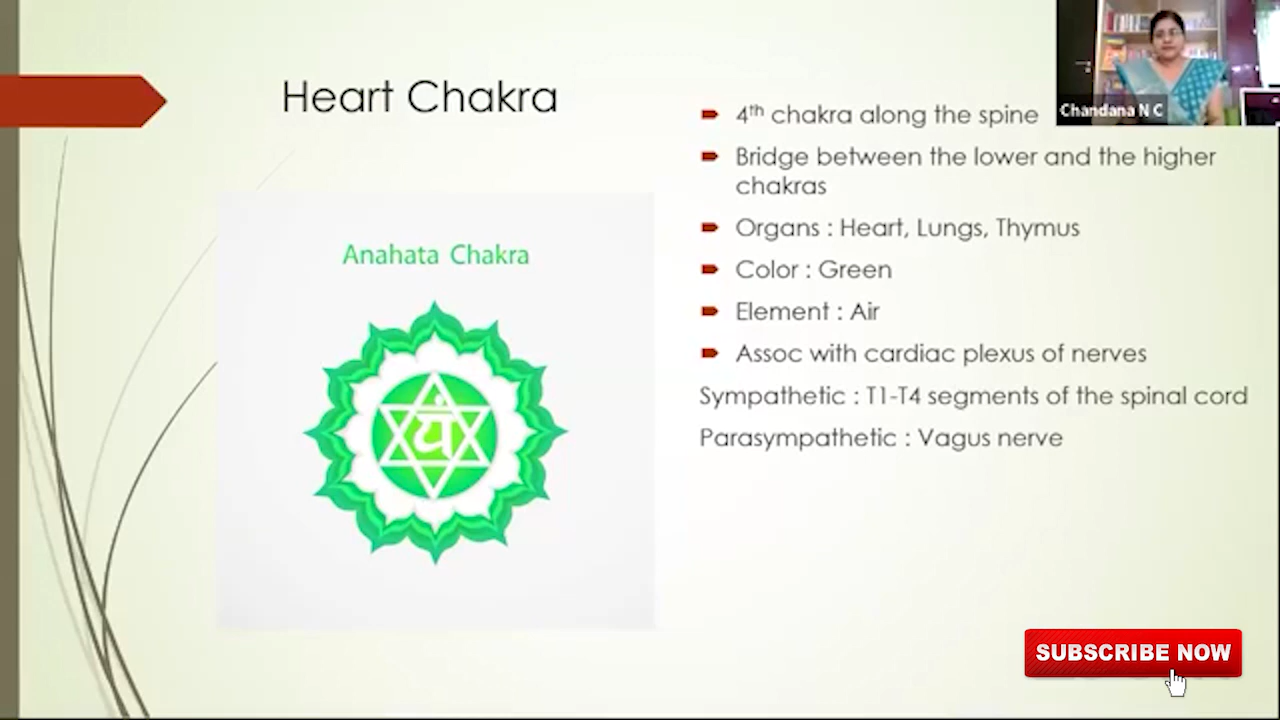 Heart Chakra
Anahata Chakra
यं
4th chakra along the spine
Bridge between the lower and the higher
chakras
Organs : Heart, Lungs, Thymus
Color : Green
Element : Air
Assoc with cardiac plexus of nerves
Sympathetic : T1-T4 segments of the spinal cord
Parasympathetic : Vagus nerve
Chandana N C
SUBSCRIBE NOW